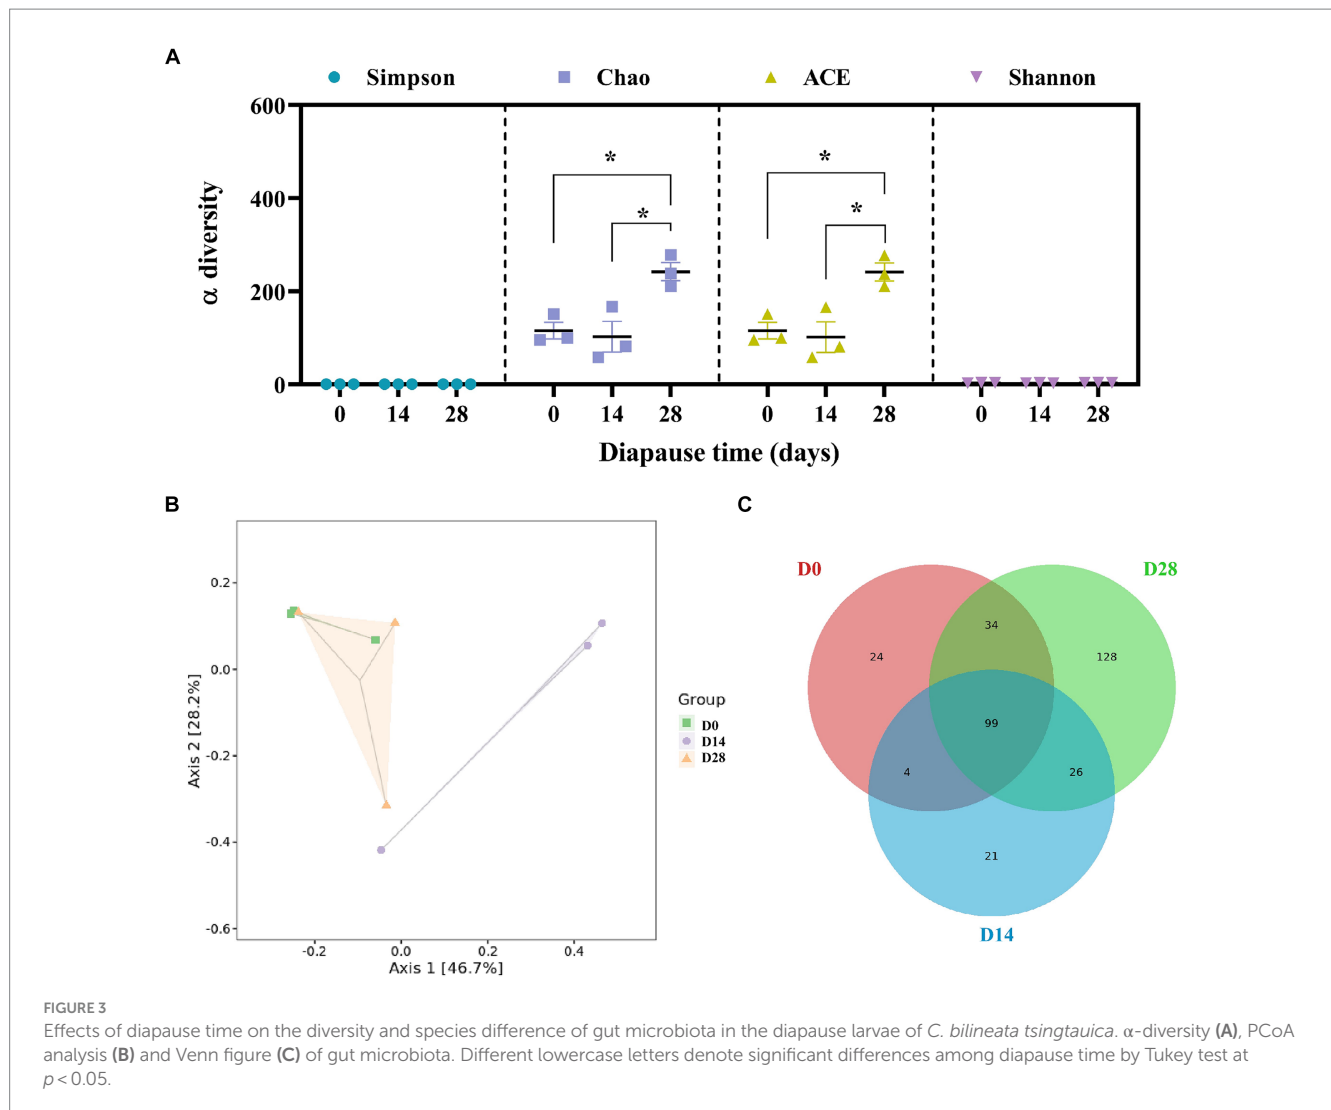 A
Simpson Chao ACE Shannon
600
400
200
0
α diversity
* * * *
0 14 28 0 14 28 0 14 28 0 14 28
Diapause time (days)
B
0.2
0.0
-0.2
-0.4
-0.6
Axis 2 [28.2%]
-0.2 0.0 0.2 0.4
Axis 1 [46.7%]
Group
D0
D14
D28
C
D0 D28
34
24 128
99
4 26
21
D14
FIGURE 3
Effects of diapause time on the diversity and species difference of gut microbiota in the diapause larvae of C. bilineata tsingtauica. α-diversity (A), PCoA
analysis (B) and Venn figure (C) of gut microbiota. Different lowercase letters denote significant differences among diapause time by Tukey test at
p < 0.05.